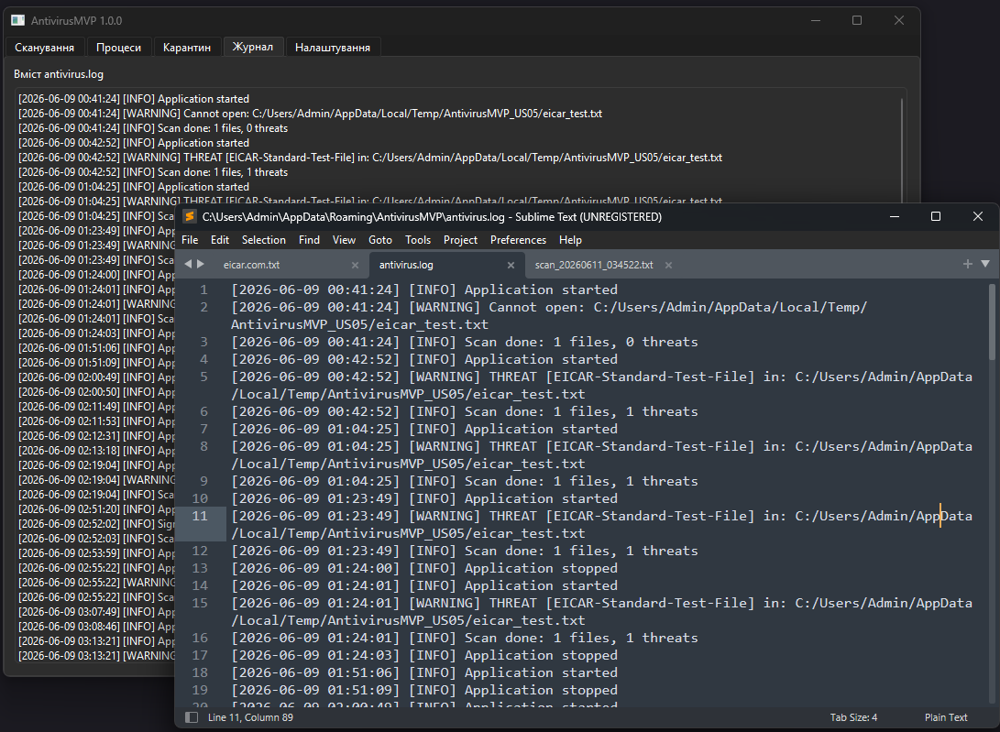 AntivirusMVP 1.0.0
Сканування Процеси Карантин Журнал Налаштування
Вміст antivirus.log
[2026-06-09 00:41:24] [INFO] Application started
[2026-06-09 00:41:24] [WARNING] Cannot open: C:/Users/Admin/AppData/Local/Temp/AntivirusMVP_US05/eicar_test.txt
[2026-06-09 00:41:24] [INFO] Scan done: 1 files, 0 threats
[2026-06-09 00:42:52] [INFO] Application started
[2026-06-09 00:42:52] [WARNING] THREAT [EICAR-Standard-Test-File] in: C:/Users/Admin/AppData/Local/Temp/AntivirusMVP_US05/eicar_test.txt
[2026-06-09 00:42:52] [INFO] Scan done: 1 files, 1 threats
[2026-06-09 01:04:25] [INFO] Application started
[2026-06-09 01:04:25] [WARNING] THREAT [EICAR-Standard-Test-File] in: C:/Users/Admin/AppData/Local/Temp/AntivirusMVP_US05/eicar_test.txt
[2026-06-09 01:04:25] [INFO] Sca
[2026-06-09 01:23:49] [INFO] App
[2026-06-09 01:23:49] [WARNING]
[2026-06-09 01:23:49] [INFO] Sca
[2026-06-09 01:24:00] [INFO] App
[2026-06-09 01:24:01] [INFO] App
[2026-06-09 01:24:01] [WARNING]
[2026-06-09 01:24:01] [INFO] Sca
[2026-06-09 01:24:03] [INFO] App
[2026-06-09 01:51:06] [INFO] App
[2026-06-09 01:51:09] [INFO] App
[2026-06-09 02:00:49] [INFO] App
[2026-06-09 02:00:50] [INFO] App
[2026-06-09 02:11:49] [INFO] App
[2026-06-09 02:11:53] [INFO] App
[2026-06-09 02:12:31] [INFO] App
[2026-06-09 02:13:18] [INFO] App
[2026-06-09 02:19:04] [INFO] App
[2026-06-09 02:19:04] [WARNING
[2026-06-09 02:19:04] [INFO] Sca
[2026-06-09 02:51:20] [INFO] App
[2026-06-09 02:52:02] [INFO] Sign
[2026-06-09 02:52:03] [INFO] Sca
[2026-06-09 02:53:59] [INFO] App
[2026-06-09 02:55:22] [INFO] App
[2026-06-09 02:55:22] [WARNING
[2026-06-09 02:55:22] [INFO] Sca
[2026-06-09 03:07:49] [INFO] App
[2026-06-09 03:08:46] [INFO] App
[2026-06-09 03:13:21] [INFO] App
[2026-06-09 03:13:21] [WARNING
C:\Users\Admin\AppData\Roaming\AntivirusMVP\antivirus.log - Sublime Text (UNREGISTERED)
File Edit Selection Find View Goto Tools Project Preferences Help
eicar.com.txt antivirus.log scan_20260611_034522.txt
1 [2026-06-09 00:41:24] [INFO] Application started
2 [2026-06-09 00:41:24] [WARNING] Cannot open: C:/Users/Admin/AppData/Local/Temp/
AntivirusMVP_US05/eicar_test.txt
3 [2026-06-09 00:41:24] [INFO] Scan done: 1 files, 0 threats
4 [2026-06-09 00:42:52] [INFO] Application started
5 [2026-06-09 00:42:52] [WARNING] THREAT [EICAR-Standard-Test-File] in: C:/Users/Admin/AppData
/Local/Temp/AntivirusMVP_US05/eicar_test.txt
6 [2026-06-09 00:42:52] [INFO] Scan done: 1 files, 1 threats
7 [2026-06-09 01:04:25] [INFO] Application started
8 [2026-06-09 01:04:25] [WARNING] THREAT [EICAR-Standard-Test-File] in: C:/Users/Admin/AppData
/Local/Temp/AntivirusMVP_US05/eicar_test.txt
9 [2026-06-09 01:04:25] [INFO] Scan done: 1 files, 1 threats
10 [2026-06-09 01:23:49] [INFO] Application started
11 [2026-06-09 01:23:49] [WARNING] THREAT [EICAR-Standard-Test-File] in: C:/Users/Admin/AppData
/Local/Temp/AntivirusMVP_US05/eicar_test.txt
12 [2026-06-09 01:23:49] [INFO] Scan done: 1 files, 1 threats
13 [2026-06-09 01:24:00] [INFO] Application stopped
14 [2026-06-09 01:24:01] [INFO] Application started
15 [2026-06-09 01:24:01] [WARNING] THREAT [EICAR-Standard-Test-File] in: C:/Users/Admin/AppData
/Local/Temp/AntivirusMVP_US05/eicar_test.txt
16 [2026-06-09 01:24:01] [INFO] Scan done: 1 files, 1 threats
17 [2026-06-09 01:24:03] [INFO] Application stopped
18 [2026-06-09 01:51:06] [INFO] Application started
19 [2026-06-09 01:51:09] [INFO] Application stopped
20 [2026-06-09 02:00:49] [INFO] Application started
Line 11, Column 89 Tab Size: 4 Plain Text